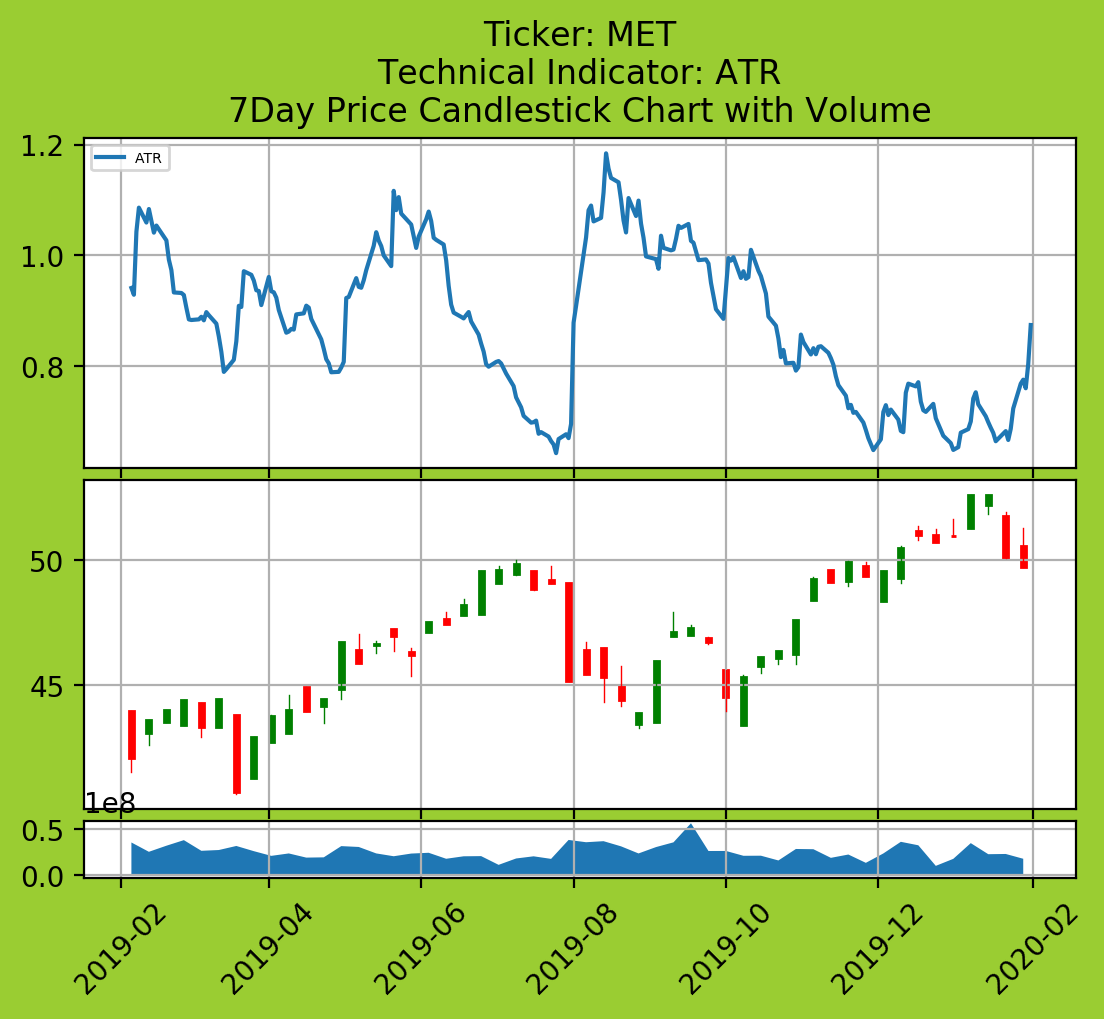 Ticker: MET
Technical Indicator: ATR
7Day Price Candlestick Chart with Volume
1.2
ATR
1.0
0.8
50
45
1e8
0.5
0.0
2019-02 2019-04 2019-06 2019-08 2019-10 2019-12 2020-02